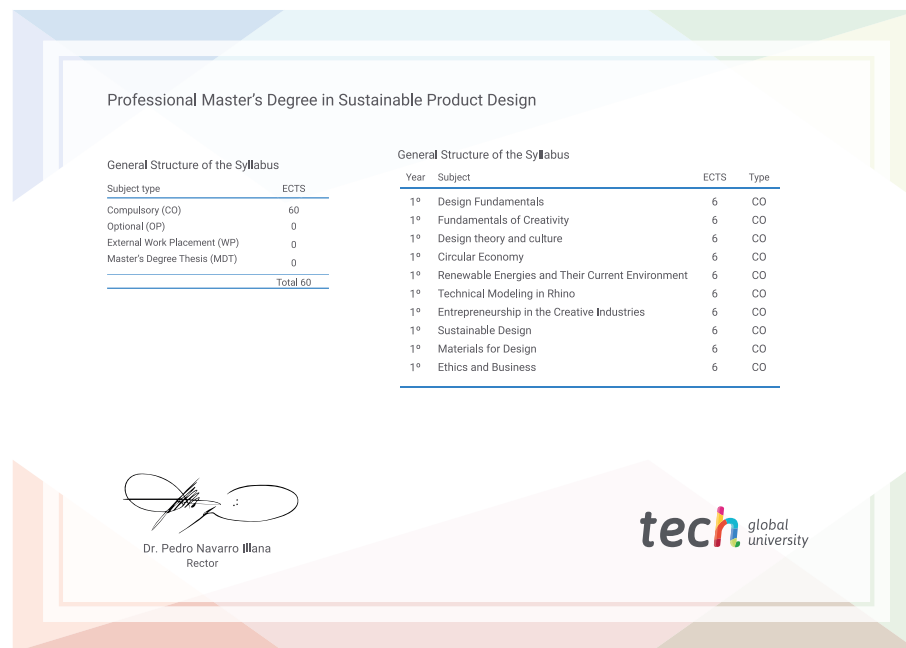 Professional Master's Degree in Sustainable Product Design
General Structure of the Syllabus
Subject type ECTS
Compulsory (CO) 60
Optional (OP) 0
External Work Placement (WP) 0
Master's Degree Thesis (MDT) 0
Total 60
General Structure of the Syllabus
Year Subject ECTS Type
1º Design Fundamentals 6 CO
1º Fundamentals of Creativity 6 CO
1º Design theory and culture 6 CO
1º Circular Economy 6 CO
1º Renewable Energies and Their Current Environment 6 CO
1º Technical Modeling in Rhino 6 CO
1º Entrepreneurship in the Creative Industries 6 CO
1º Sustainable Design 6 CO
1º Materials for Design 6 CO
1º Ethics and Business 6 CO
Dr. Pedro Navarro Illana
Rector
tech global
university